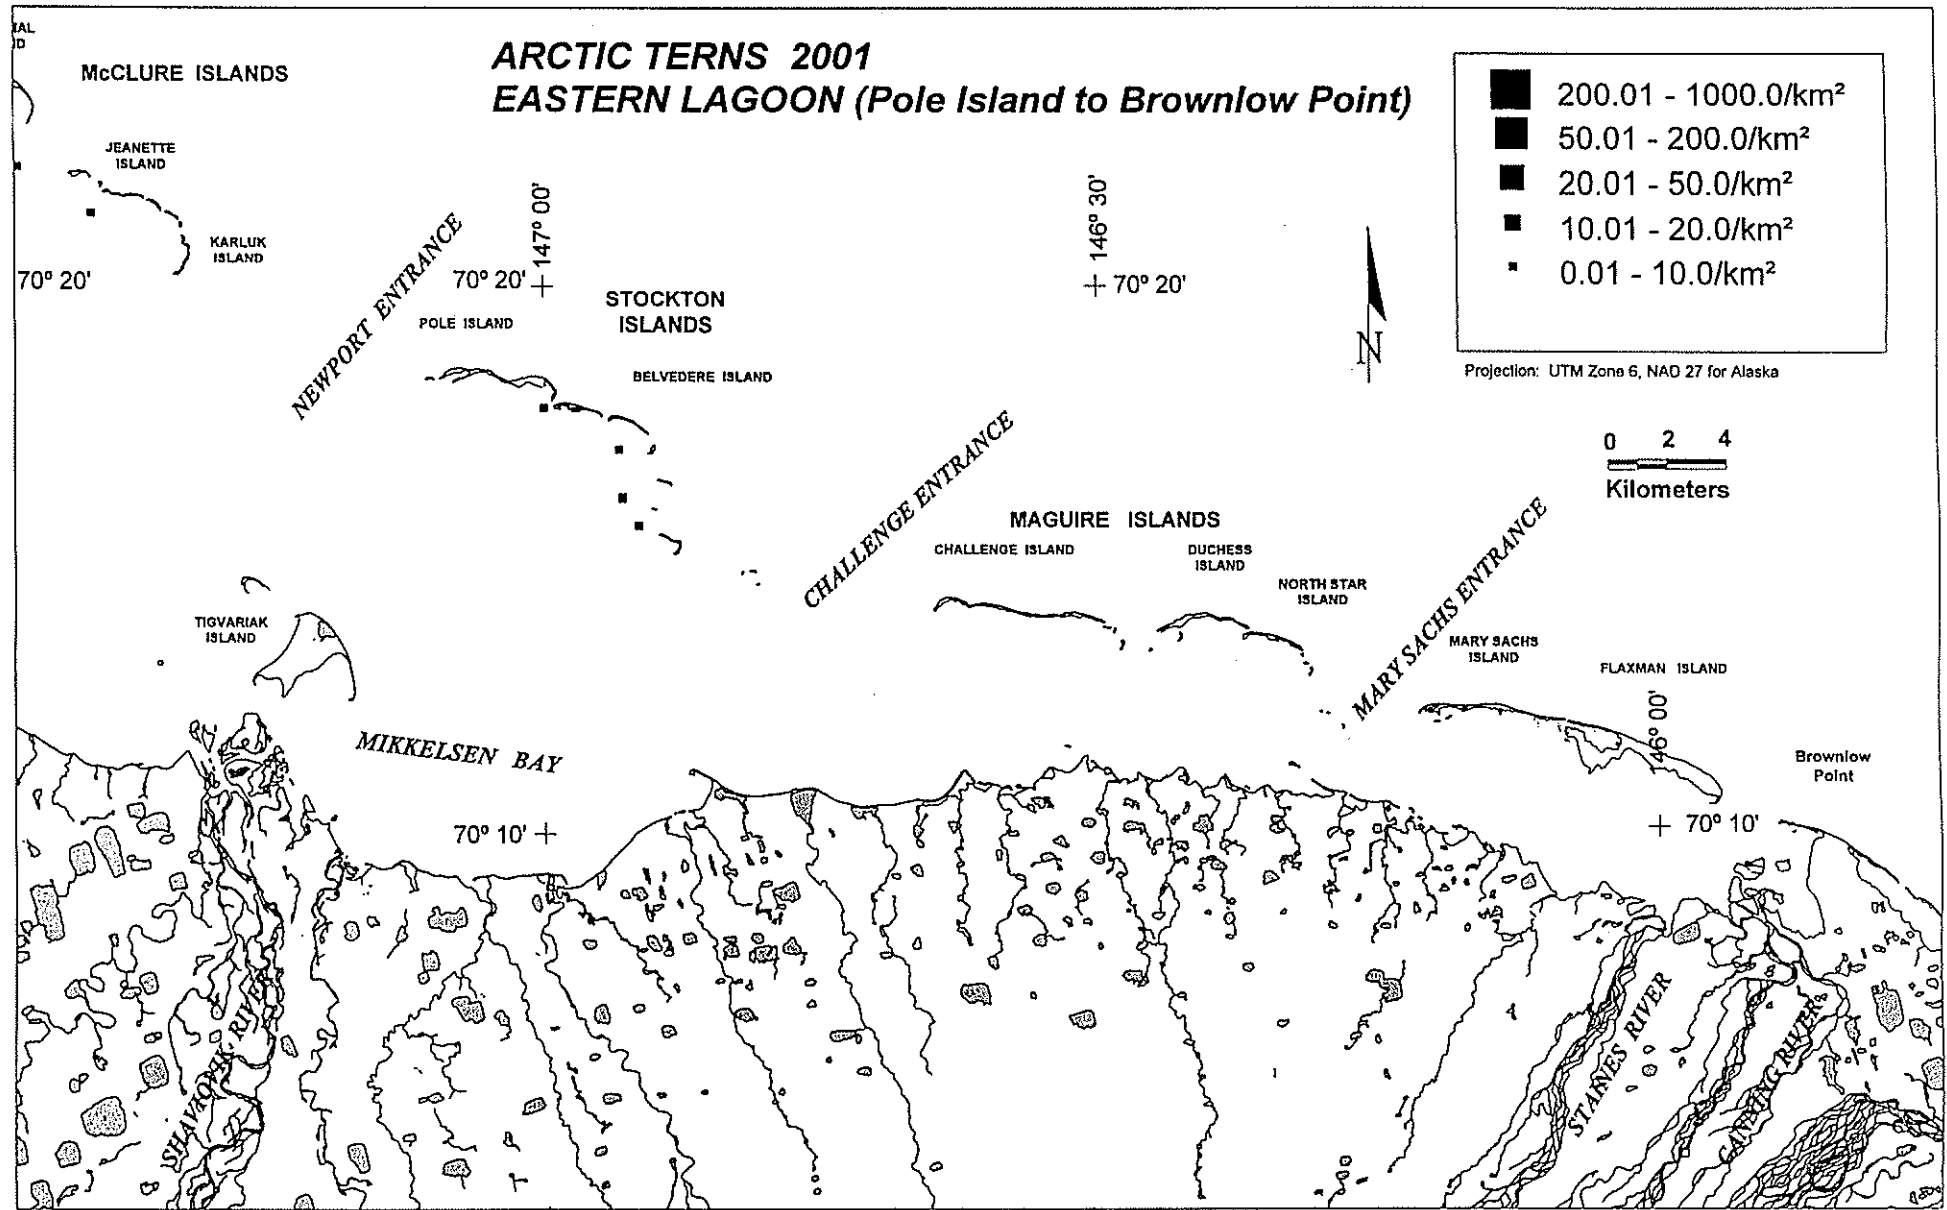 IAL
ID
McCLURE ISLANDS
ARCTIC TERNS 2001
EASTERN LAGOON (Pole Island to Brownlow Point)
200.01 - 1000.0/km²
50.01 - 200.0/km²
20.01 - 50.0/km²
10.01 - 20.0/km²
0.01 - 10.0/km²
Projection: UTM Zone 6, NAD 27 for Alaska
JEANETTE
ISLAND
KARLUK
ISLAND
70° 20'
NEWPORT ENTRANCE
147° 00'
70° 20'
146° 30'
70° 20'
N
STOCKTON
ISLANDS
POLE ISLAND
BELVEDERE ISLAND
0 2 4
Kilometers
CHALLENGE ENTRANCE
MAGUIRE ISLANDS
CHALLENGE ISLAND
DUCHESS
ISLAND
NORTH STAR
ISLAND
MARY SACHS ENTRANCE
MARY SACHS
ISLAND
FLAXMAN ISLAND
146° 00'
Brownlow
Point
TIGVARIAK
ISLAND
MIKKELSEN BAY
70° 10'
70° 10'
SHAVIOVIK RIVER
STAINES RIVER
CANNING RIVER